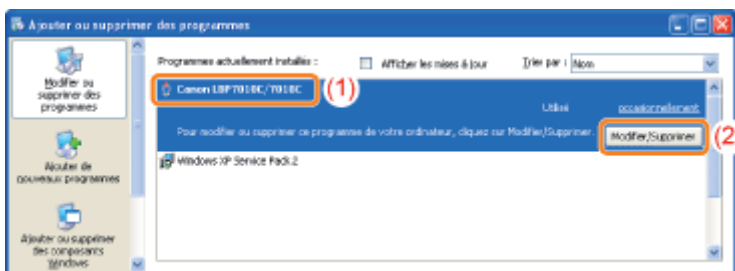 Ajouter ou supprimer des programmes
Modifier ou
supprimer des
programmes
Programmes actuellement installés :
Afficher les mises à jour
Trier par :
Nom
Canon LBP7010C/7018C
(1)
Utilisé
occasionnellement
Pour modifier ou supprimer ce programme de votre ordinateur, cliquez sur Modifier/Supprimer.
Modifier/Supprimer
(2
Windows XP Service Pack 2
Ajouter de
nouveaux programmes
Ajouter ou supprimer
des composants
Windows